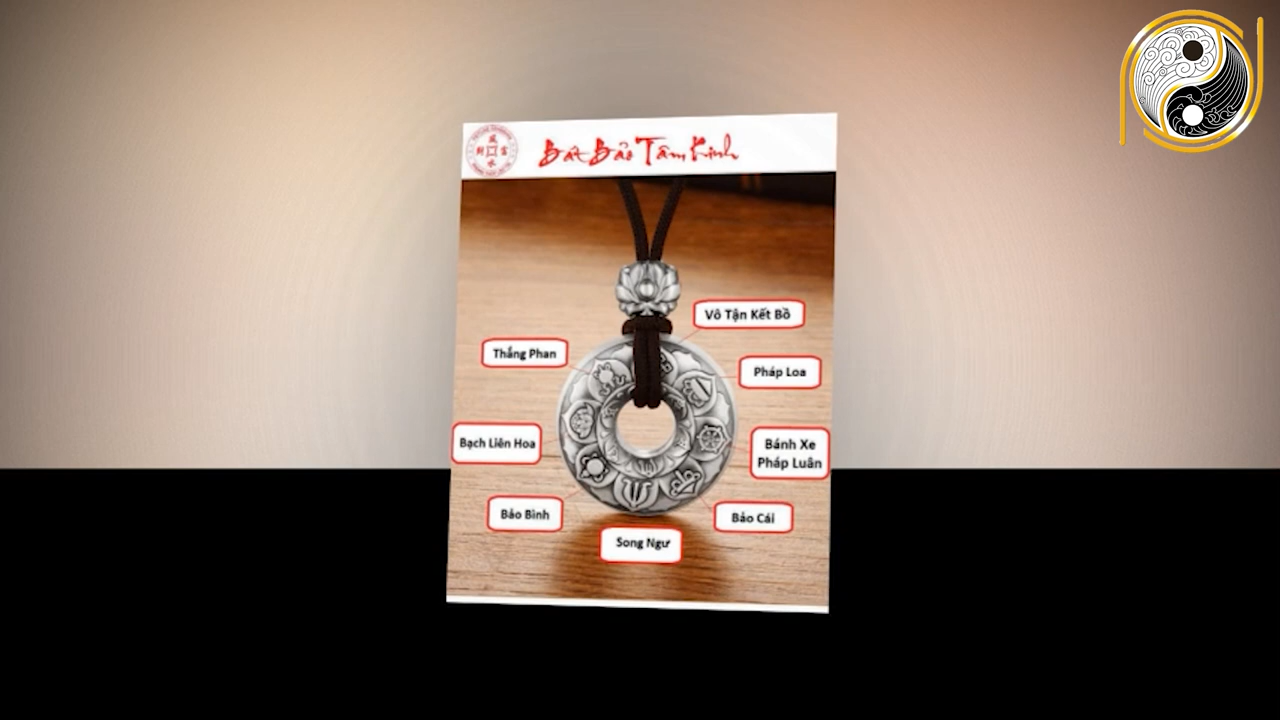 Bát Bảo Tâm Kinh
Vô Tận Kết Bồ
Thắng Phan
Pháp Loa
Bạch Liên Hoa
Bánh Xe
Pháp Luân
Bảo Bình
Bảo Cái
Song Ngư